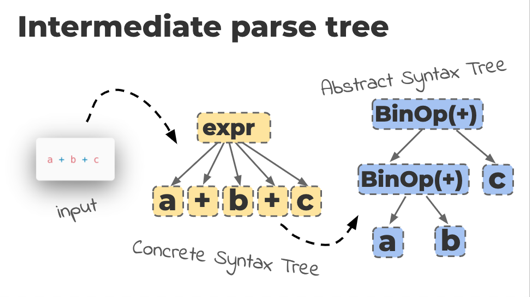 Intermediate parse tree
a + b + c
input
expr
a + b + c
Concrete Syntax Tree
Abstract Syntax Tree
BinOp(+)
BinOp(+) c
a b